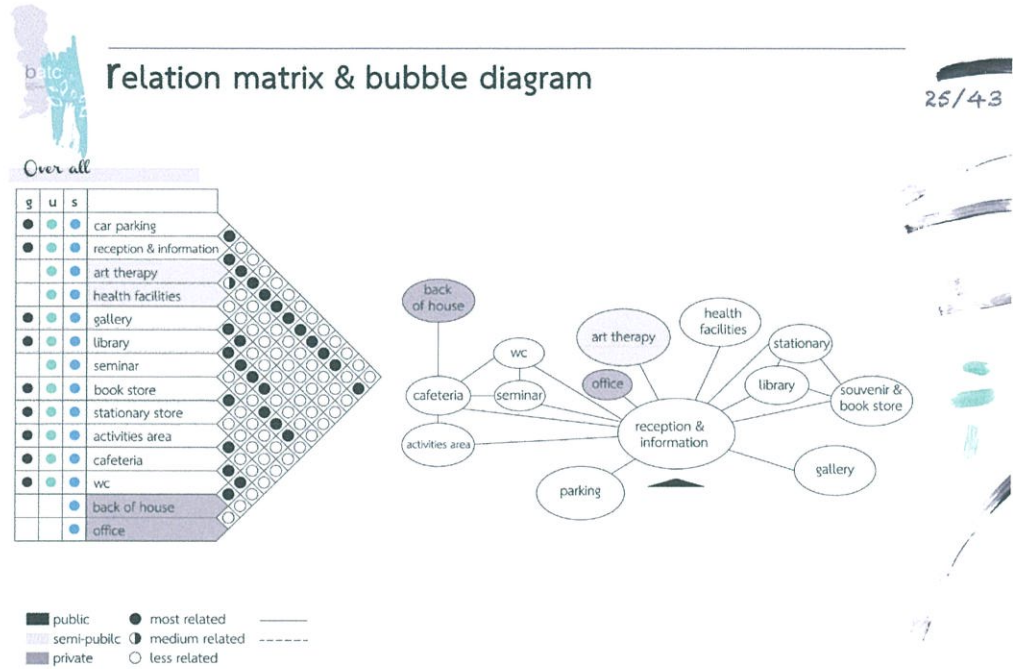 batc
relation matrix & bubble diagram
25/43
Over all
g u s
car parking
reception & information
art therapy
health facilities
gallery
library
seminar
book store
stationary store
activities area
cafeteria
wc
back of house
office
back
of house
wc
cafeteria
seminar
activities area
art therapy
office
health
facilities
stationary
library
souvenir &
book store
reception &
information
gallery
parking
public
semi-pubilc
private
most related
medium related
less related